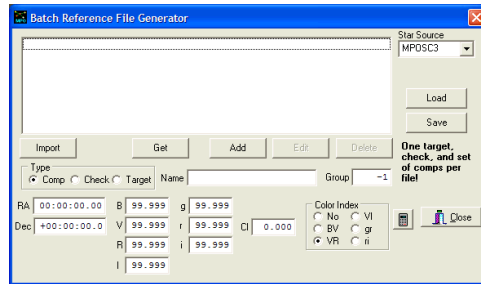 Batch Reference File Generator
Star Source
MPOSC3
Load
Save
Import Get Add Edit Delete
One target, check, and set of comps per file!
Type
Comp Check Target Name Group -1
RA 00:00:00.00 B 99.999 g 99.999
Dec +00:00:00.0 V 99.999 r 99.999 CI 0.000
R 99.999 i 99.999
I 99.999
Color Index
No VI
BV gr
VR ri
Close